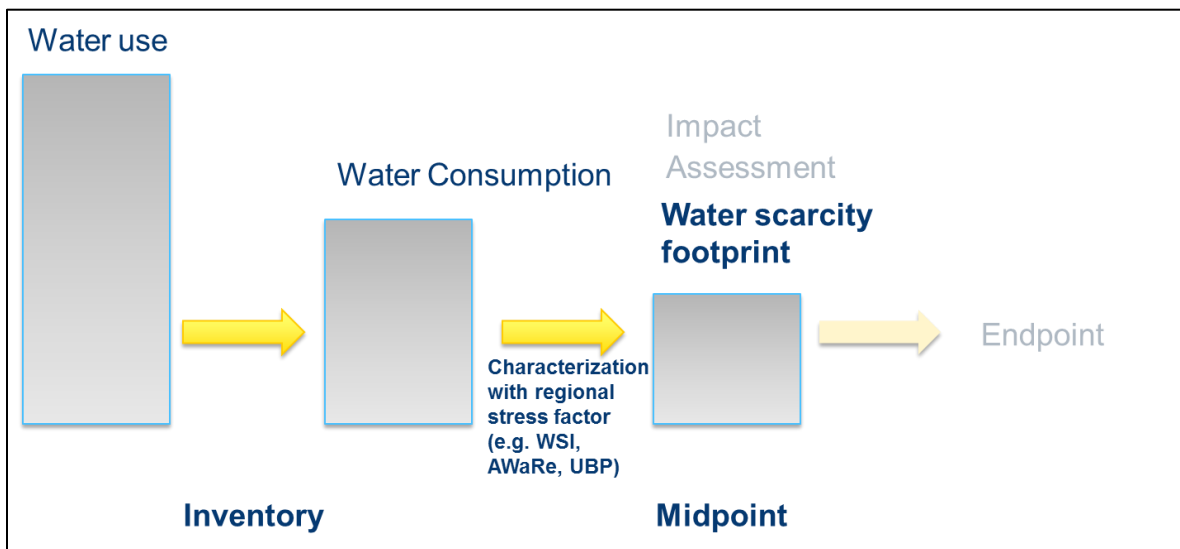 Water use
Water Consumption
Impact
Assessment
Water scarcity
footprint
Characterization
with regional
stress factor
(e.g. WSI,
AWaRe, UBP)
Endpoint
Inventory
Midpoint